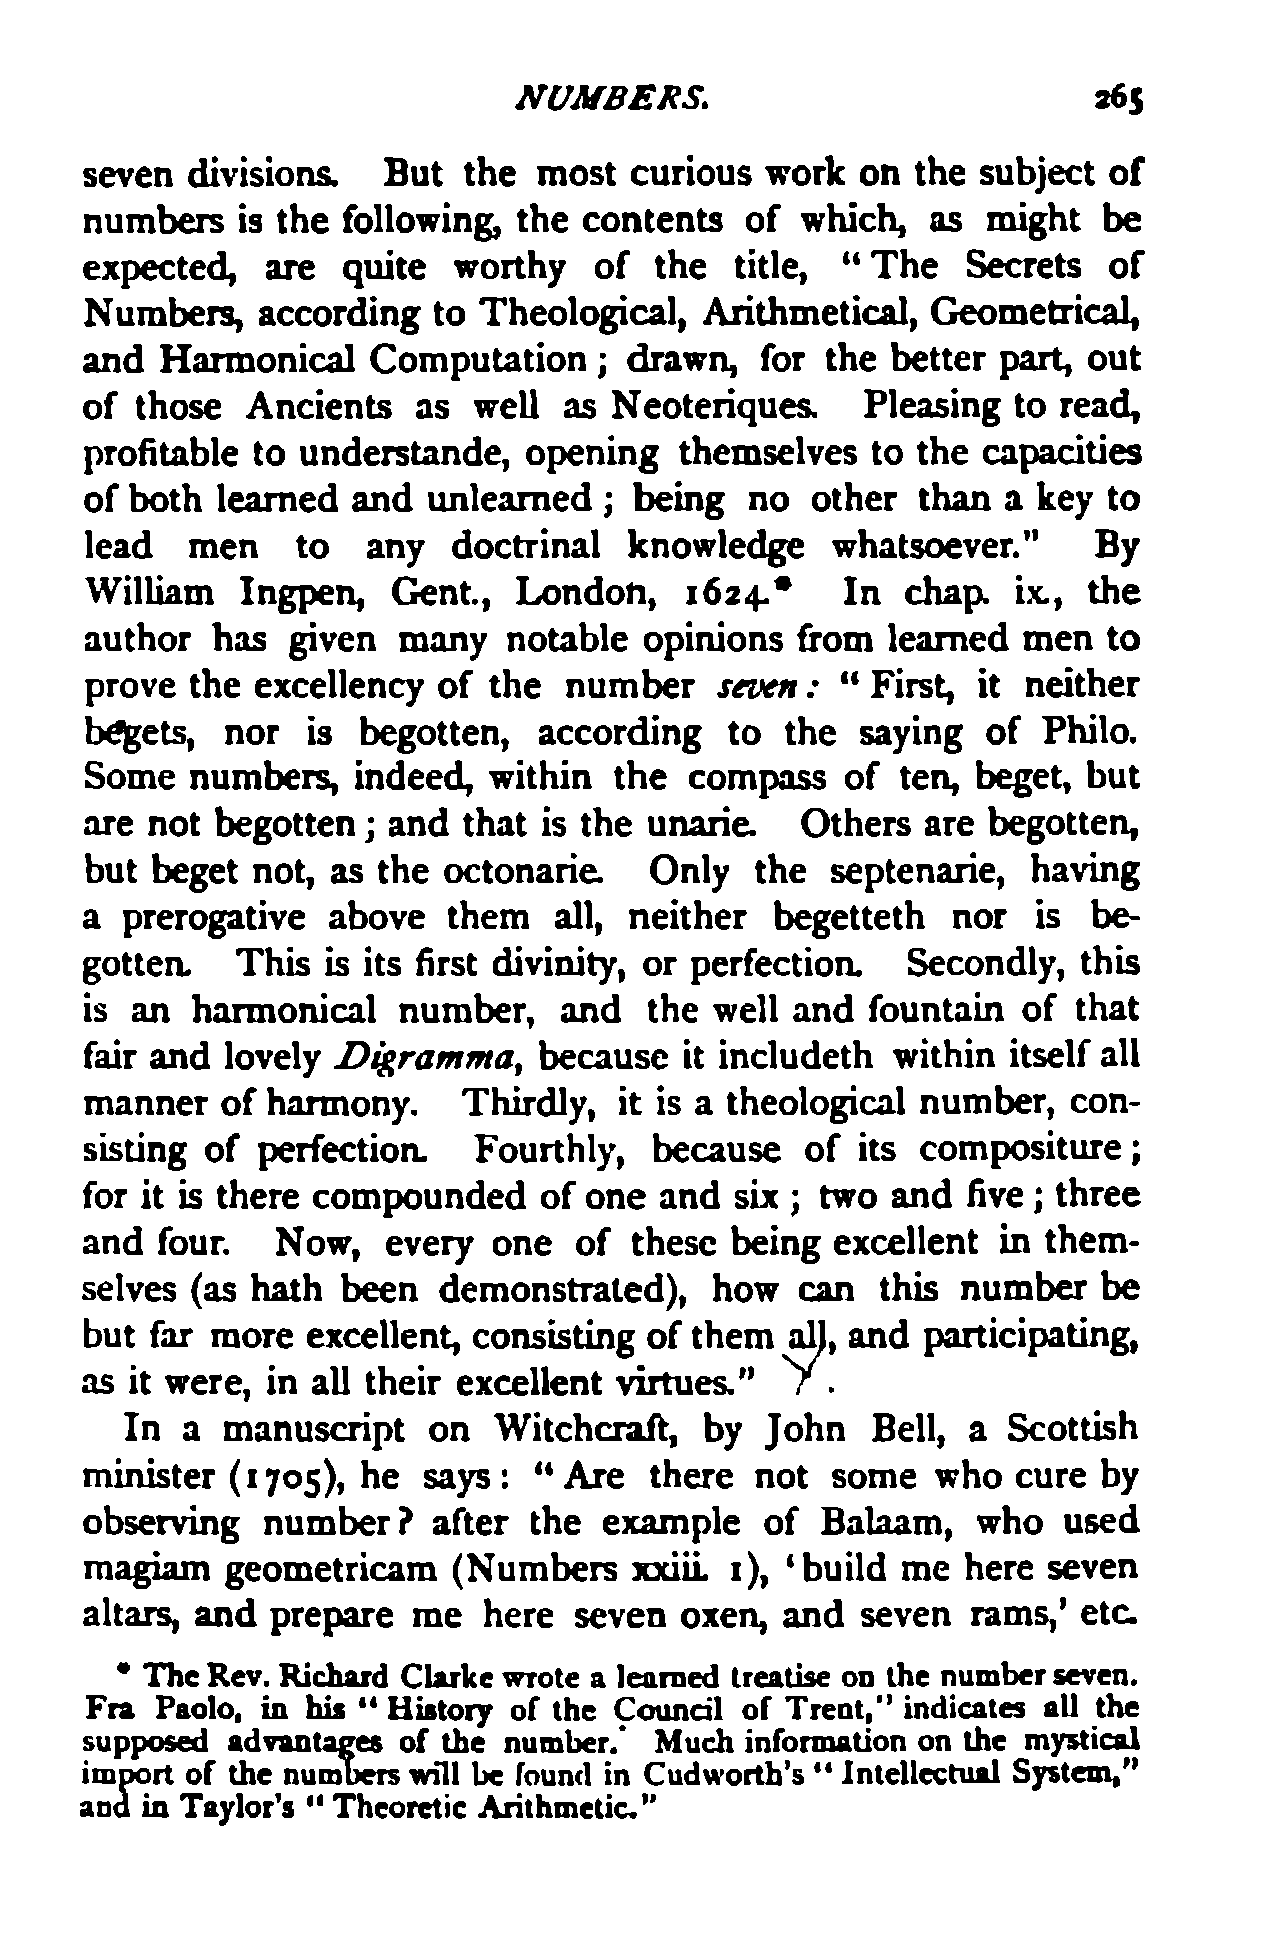 NUMBERS. 265
seven divisions. But the most curious work on the subject of
numbers is the following, the contents of which, as might be
expected, are quite worthy of the title, “The Secrets of
Numbers, according to Theological, Arithmetical, Geometrical,
and Harmonical Computation; drawn, for the better part, out
of those Ancients as well as Neoteriques. Pleasing to read,
profitable to understande, opening themselves to the capacities
of both learned and unlearned; being no other than a key to
lead men to any doctrinal knowledge whatsoever.” By
William Ingpen, Gent., London, 1624.* In chap. ix., the
author has given many notable opinions from learned men to
prove the excellency of the number seven: “First, it neither
begets, nor is begotten, according to the saying of Philo.
Some numbers, indeed, within the compass of ten, beget, but
are not begotten; and that is the unarie. Others are begotten,
but beget not, as the octonarie. Only the septenarie, having
a prerogative above them all, neither begetteth nor is be-
gotten. This is its first divinity, or perfection. Secondly, this
is an harmonical number, and the well and fountain of that
fair and lovely Digramma, because it includeth within itself all
manner of harmony. Thirdly, it is a theological number, con-
sisting of perfection. Fourthly, because of its compositure;
for it is there compounded of one and six; two and five; three
and four. Now, every one of these being excellent in them-
selves (as hath been demonstrated), how can this number be
but far more excellent, consisting of them all, and participating,
as it were, in all their excellent virtues.”
In a manuscript on Witchcraft, by John Bell, a Scottish
minister (1705), he says: “Are there not some who cure by
observing number? after the example of Balaam, who used
magiam geometricam (Numbers xxiii. 1), ‘build me here seven
altars, and prepare me here seven oxen, and seven rams,’ etc.
* The Rev. Richard Clarke wrote a learned treatise on the number seven.
Fra Paolo, in his “History of the Council of Trent,” indicates all the
supposed advantages of the number. Much information on the mystical
import of the numbers will be found in Cudworth’s “Intellectual System,”
and in Taylor’s “Theoretic Arithmetic.”